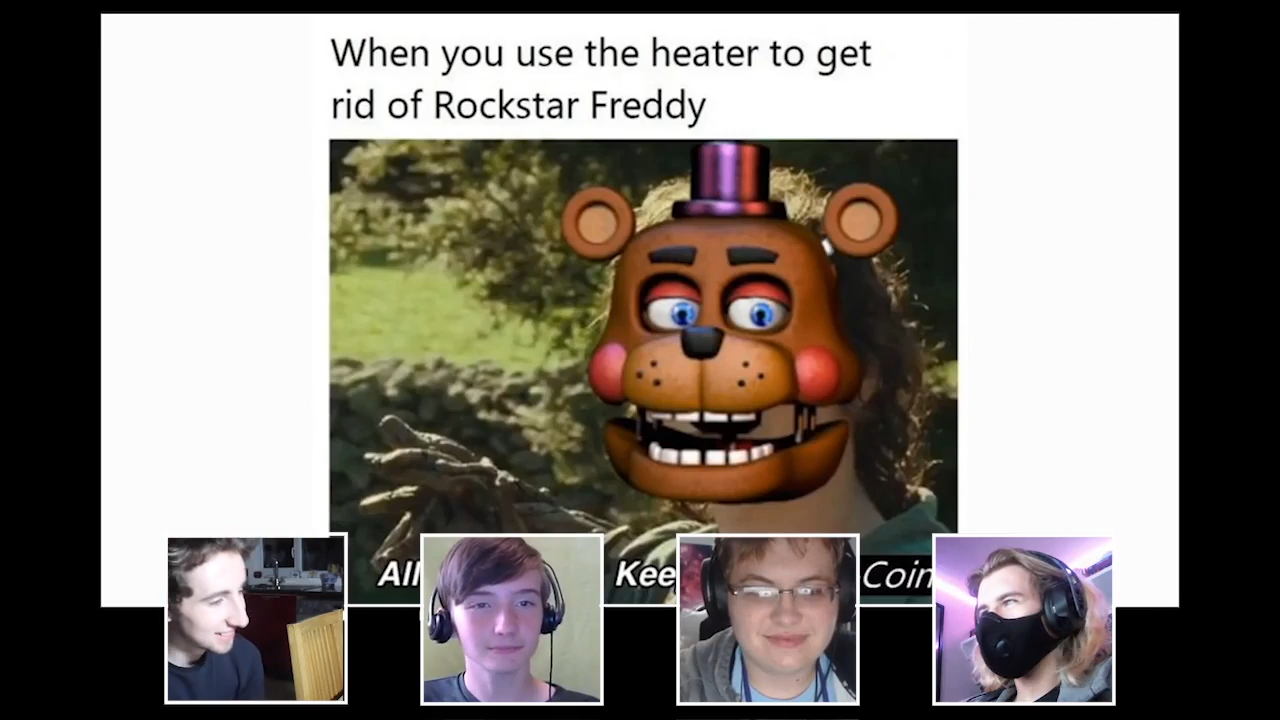 When you use the heater to get
rid of Rockstar Freddy
All Kee Coin